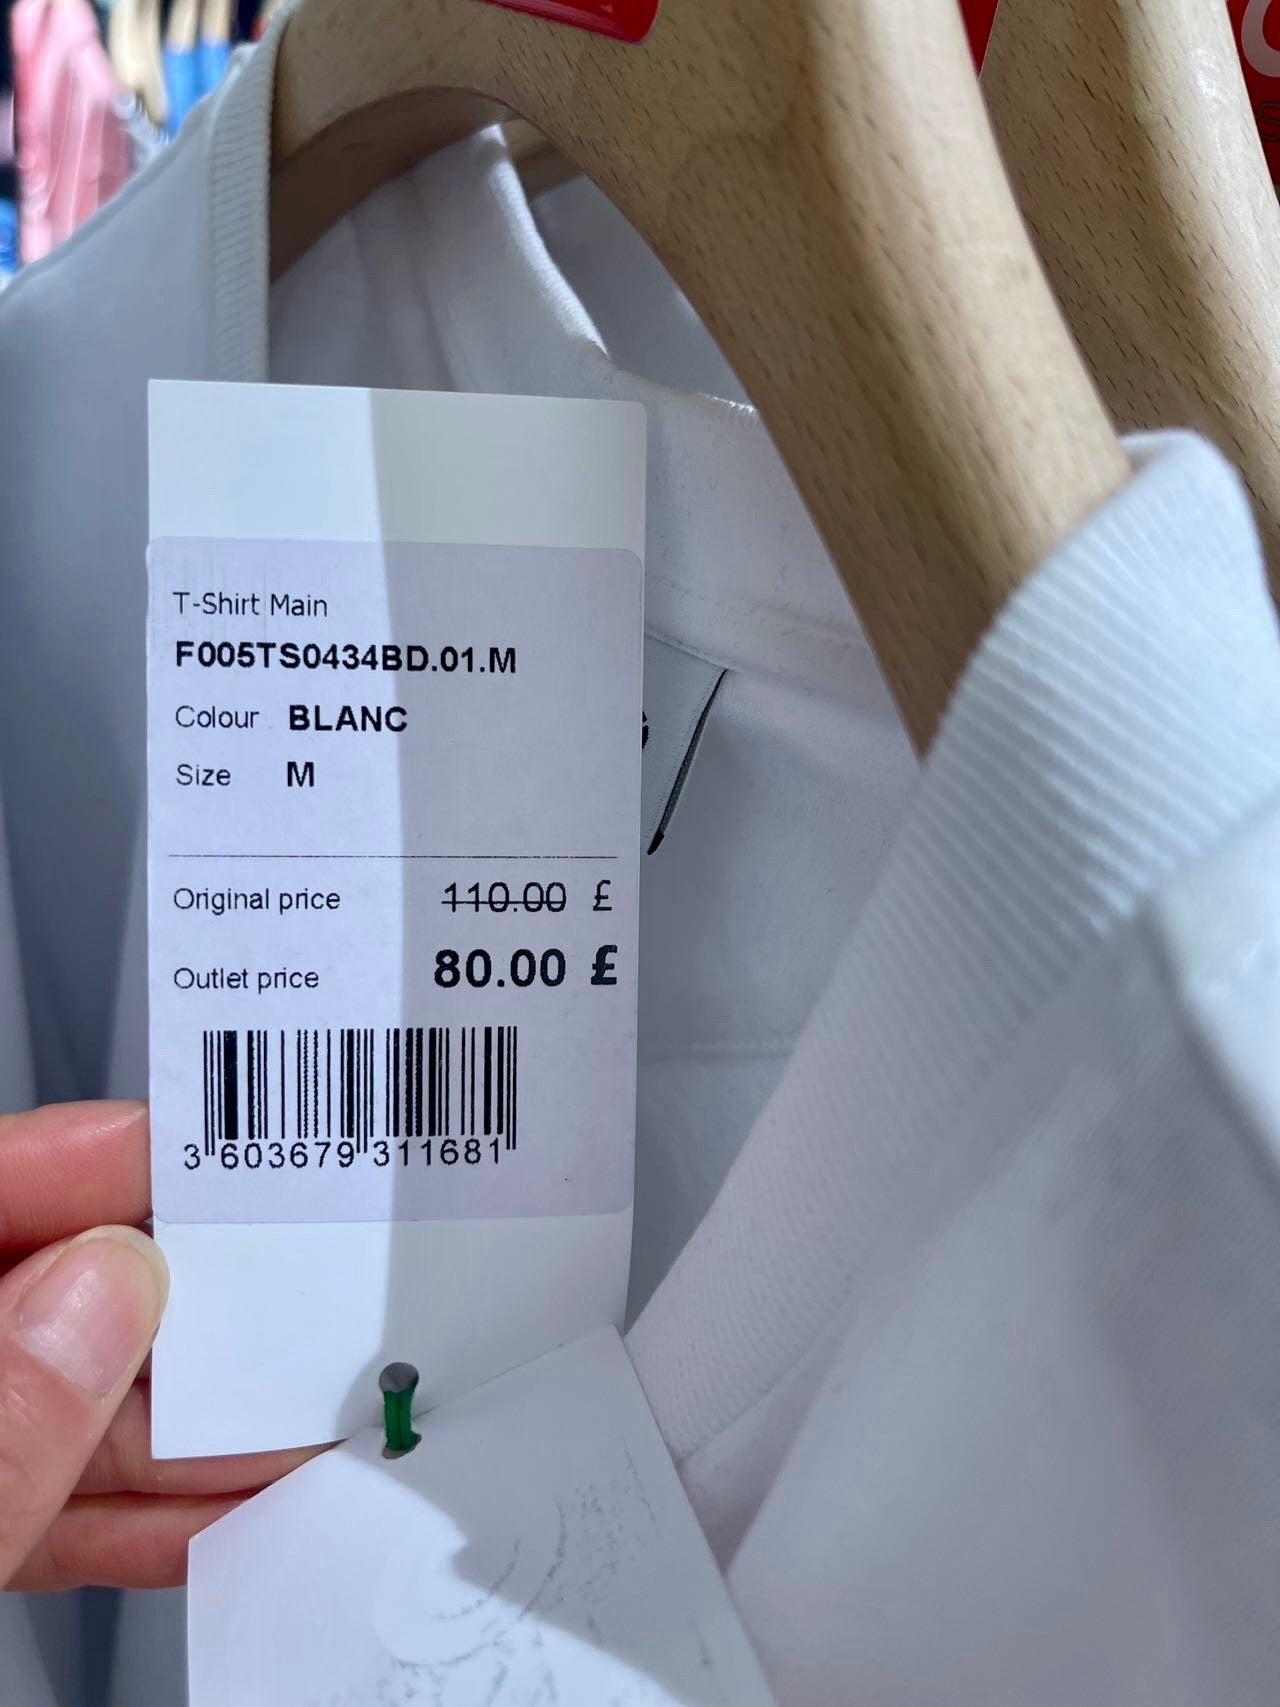 T-Shirt Main
F005TS0434BD.01.M
Colour BLANC
Size M
Original price 110.00 £
Outlet price 80.00 £
3 603679 311681